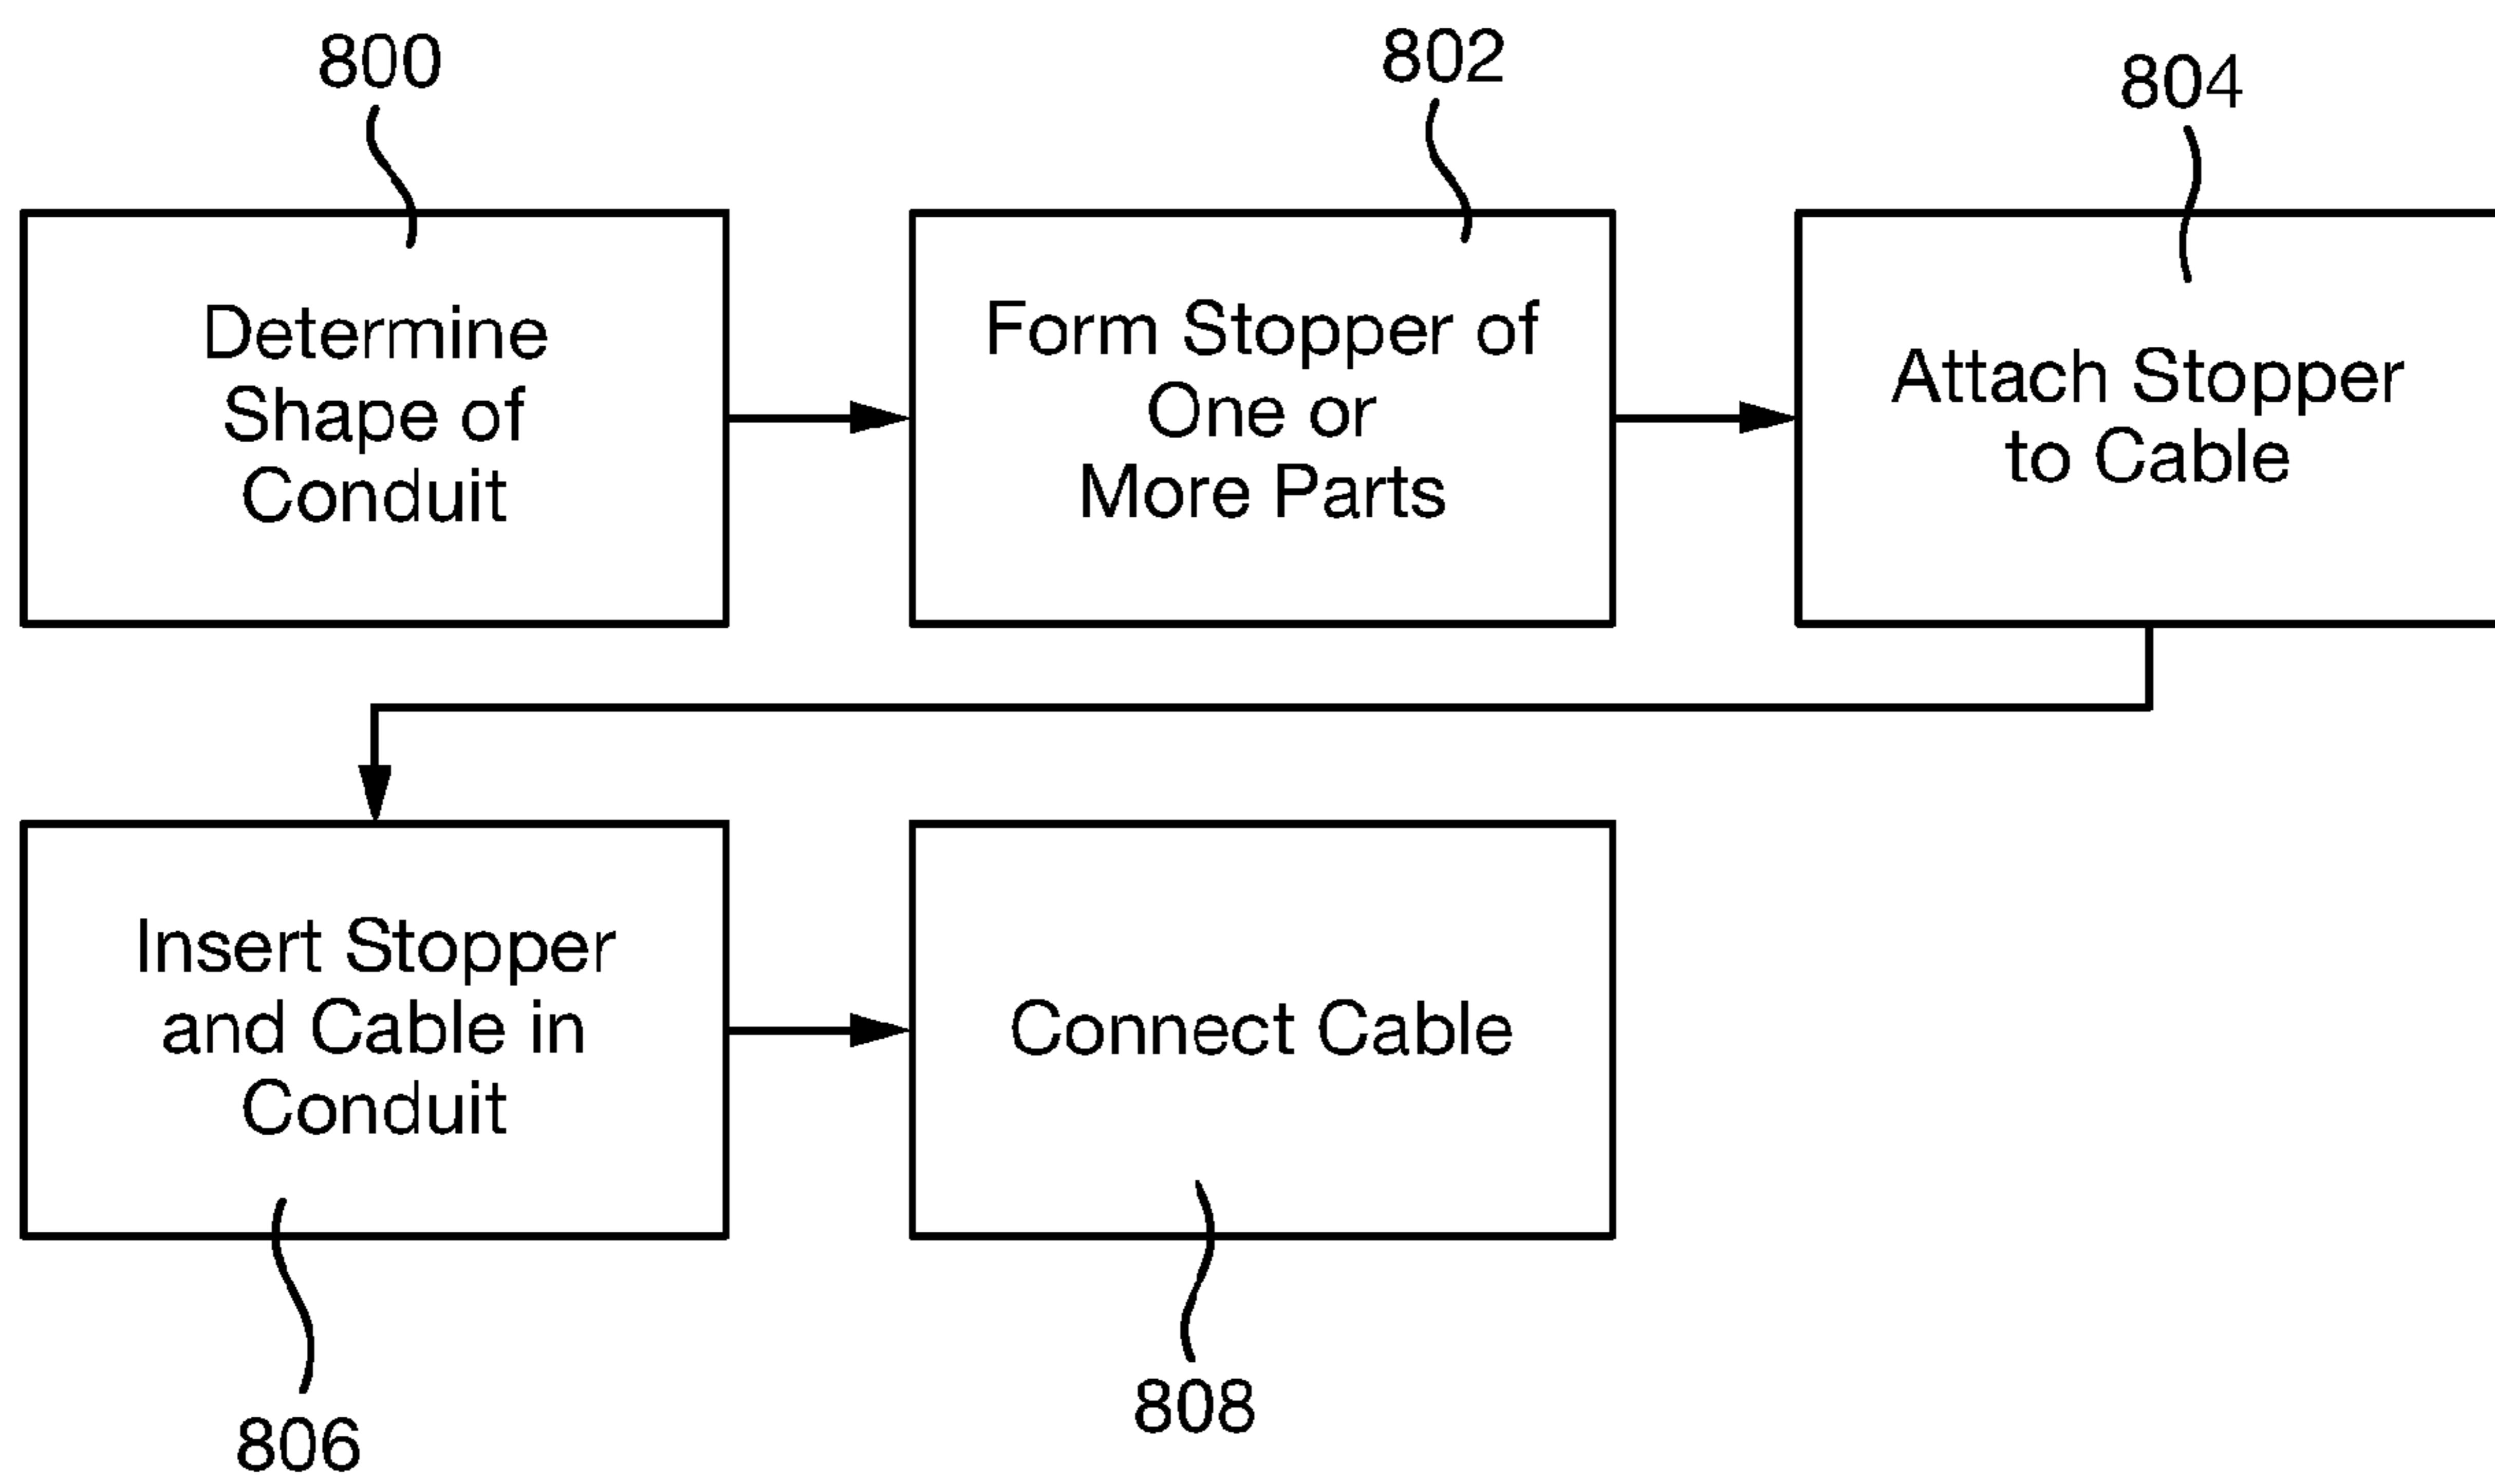 800
802
804
Determine
Shape of
Conduit
Form Stopper of
One or
More Parts
Attach Stopper
to Cable
Insert Stopper
and Cable in
Conduit
Connect Cable
806
808